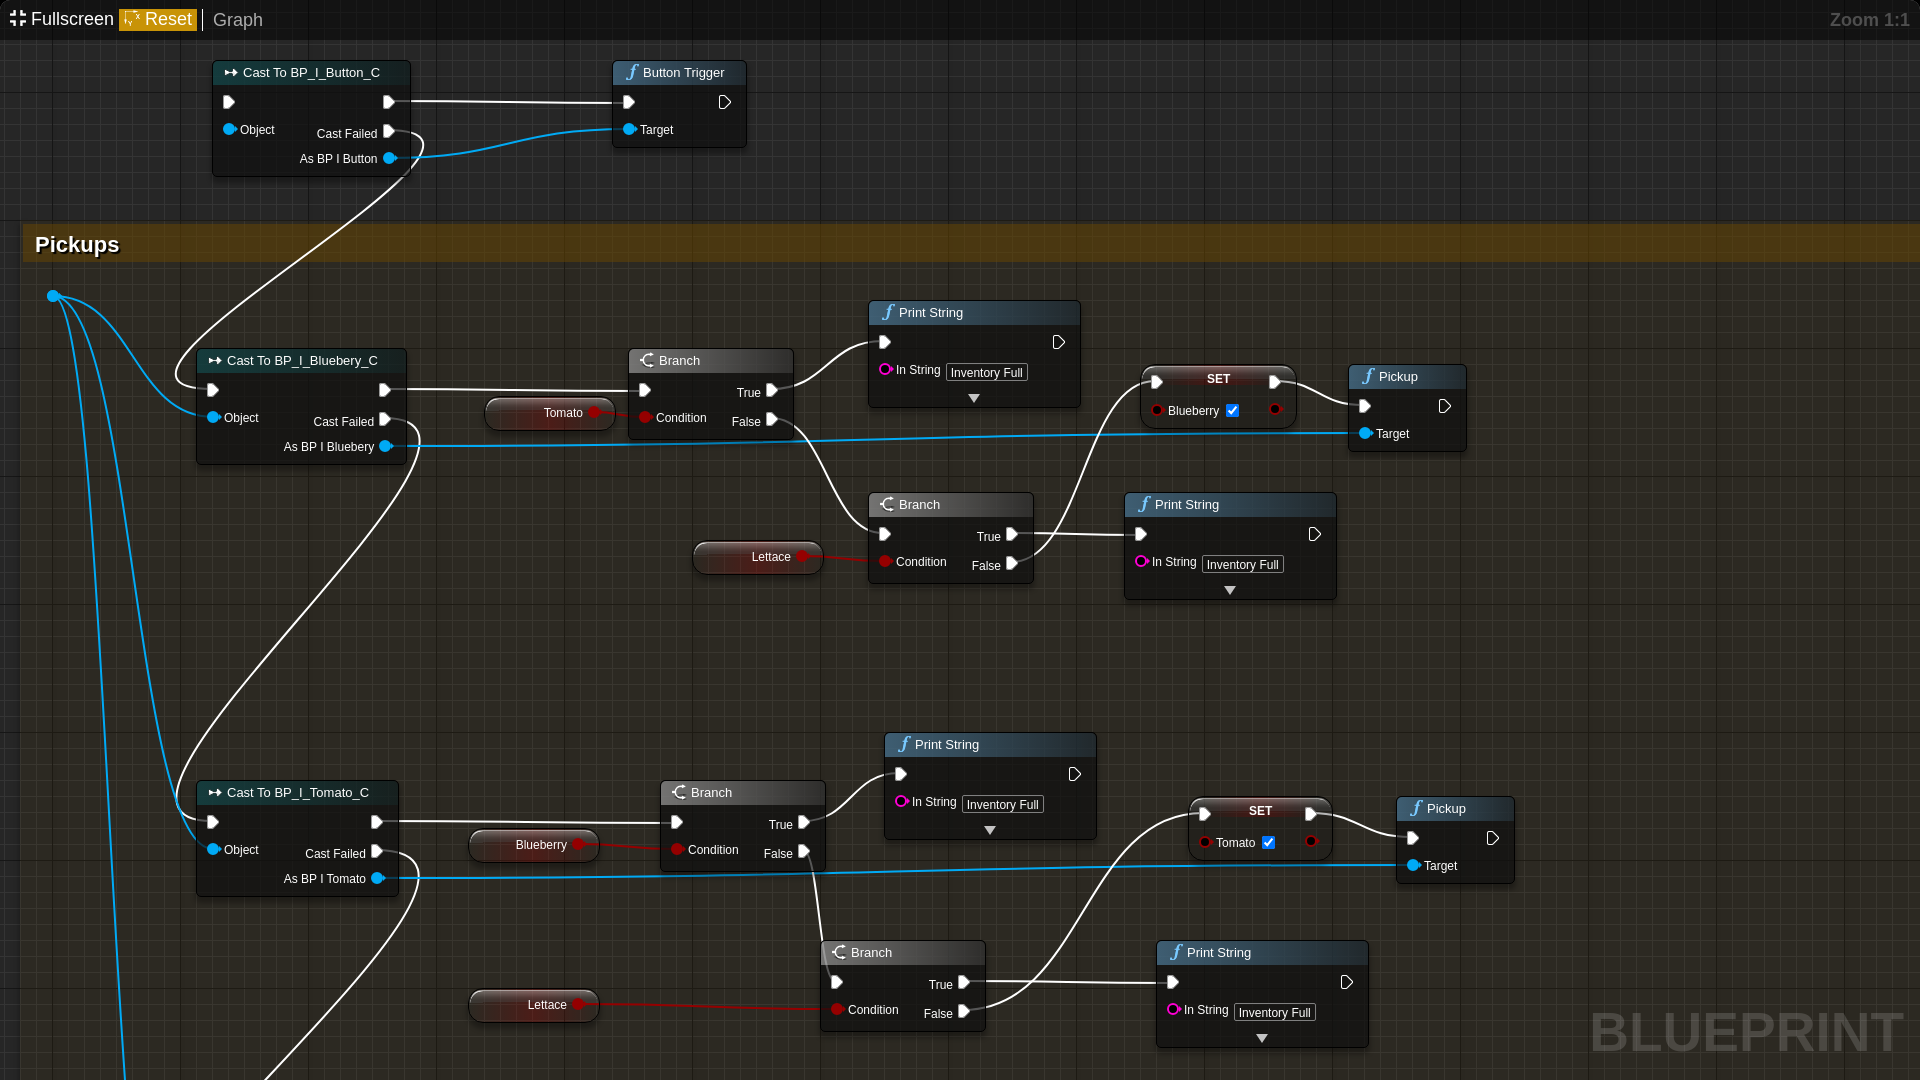 Fullscreen Reset Graph Zoom 1:1
Cast To BP_I_Button_C
Object
Cast Failed
As BP I Button
Button Trigger
Target
Pickups
Cast To BP_I_Bluebery_C
Object
Cast Failed
As BP I Bluebery
Tomato
Branch
True
Condition
False
Print String
In String Inventory Full
SET
Blueberry
Pickup
Target
Lettace
Branch
True
Condition
False
Print String
In String Inventory Full
Cast To BP_I_Tomato_C
Object
Cast Failed
As BP I Tomato
Blueberry
Branch
True
Condition
False
Print String
In String Inventory Full
SET
Tomato
Pickup
Target
Lettace
Branch
True
Condition
False
Print String
In String Inventory Full
BLUEPRINT